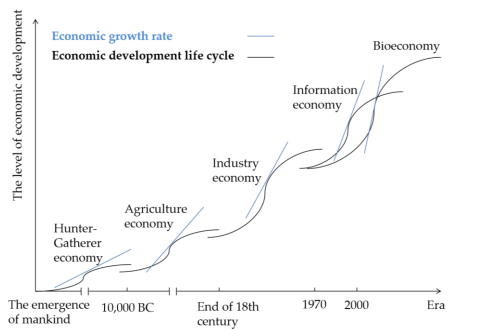 The level of economic development
Economic growth rate
Economic development life cycle
Bioeconomy
Information
economy
Industry
economy
Agriculture
economy
Hunter-
Gatherer
economy
The emergence
of mankind
10,000 BC
End of 18th
century
1970
2000
Era